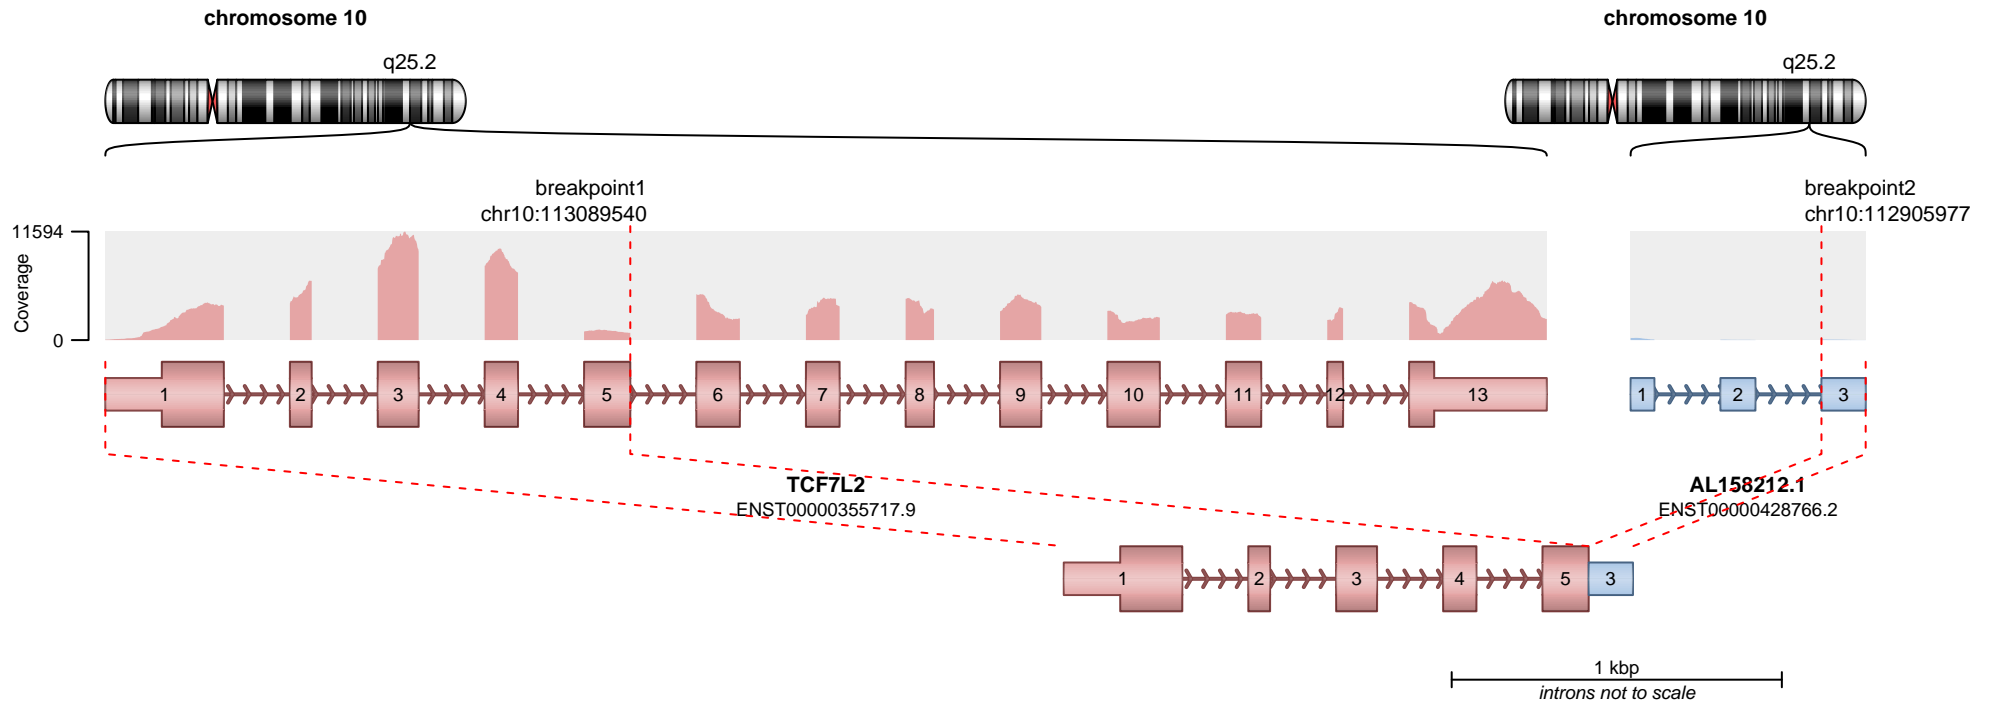 chromosome 10
chromosome 10
q25.2
q25.2
breakpoint1
chr10:113089540
breakpoint2
chr10:112905977
11594
Coverage
0
1 2 3 4 5 6 7 8 9 10 11 12 13
1 2 3
TCF7L2
ENST00000355717.9
AL158212.1
ENST00000428766.2
1 2 3 4 5 3
1 kbp
introns not to scale